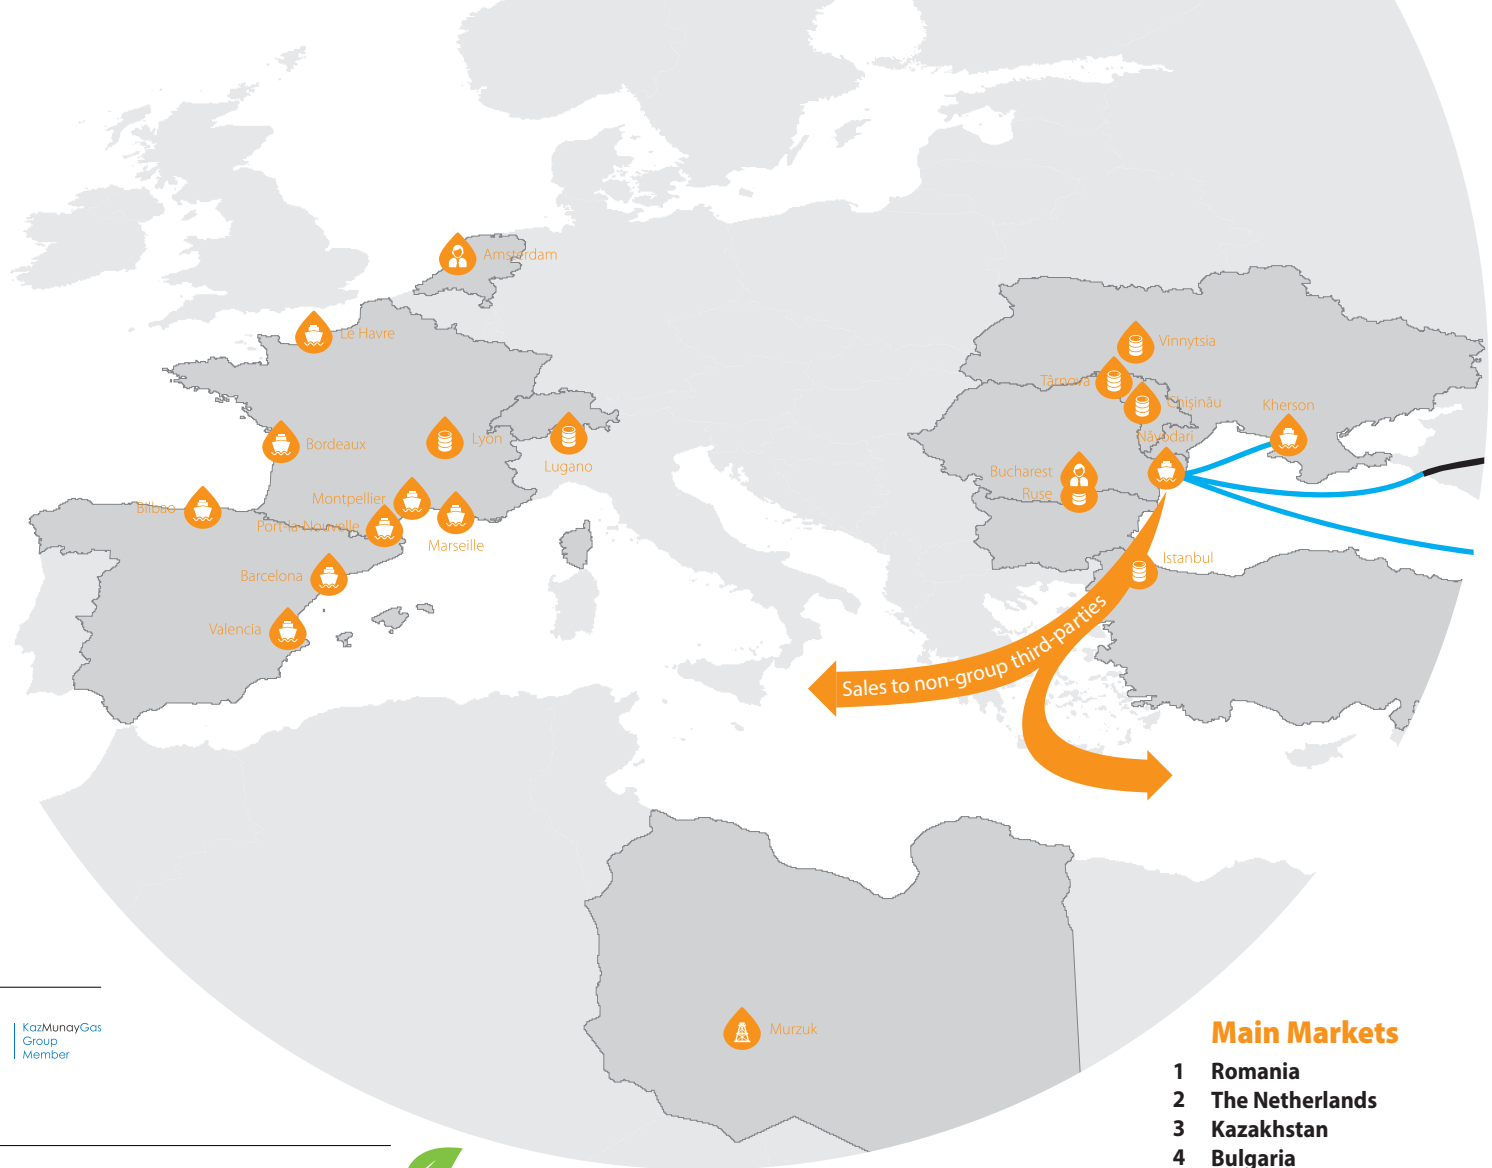 Amsterdam
Le Havre
Vinnytsia
Târnova
Chişinău
Kherson
Năvodari
Bordeaux
Lyon
Lugano
Bucharest
Ruse
Montpellier
Bilbao
Port-la-Nouvelle
Marseille
Istanbul
Barcelona
Valencia
Sales to non-group third-parties
Murzuk
KazMunayGas
Group
Member
Main Markets
1 Romania
2 The Netherlands
3 Kazakhstan
4 Bulgaria